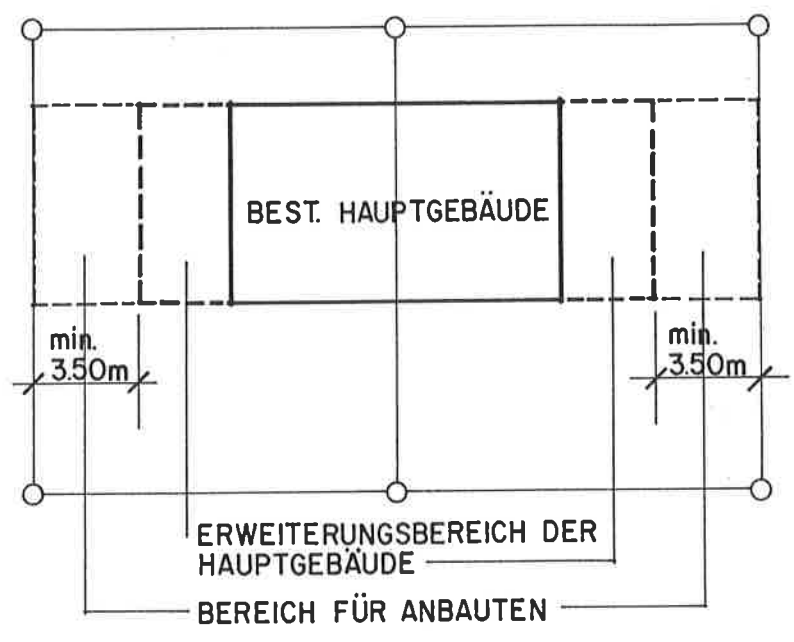 BEST. HAUPTGEBÄUDE
min.
3.50m
min.
3.50m
ERWEITERUNGSBEREICH DER
HAUPTGEBÄUDE
BEREICH FÜR ANBAUTEN